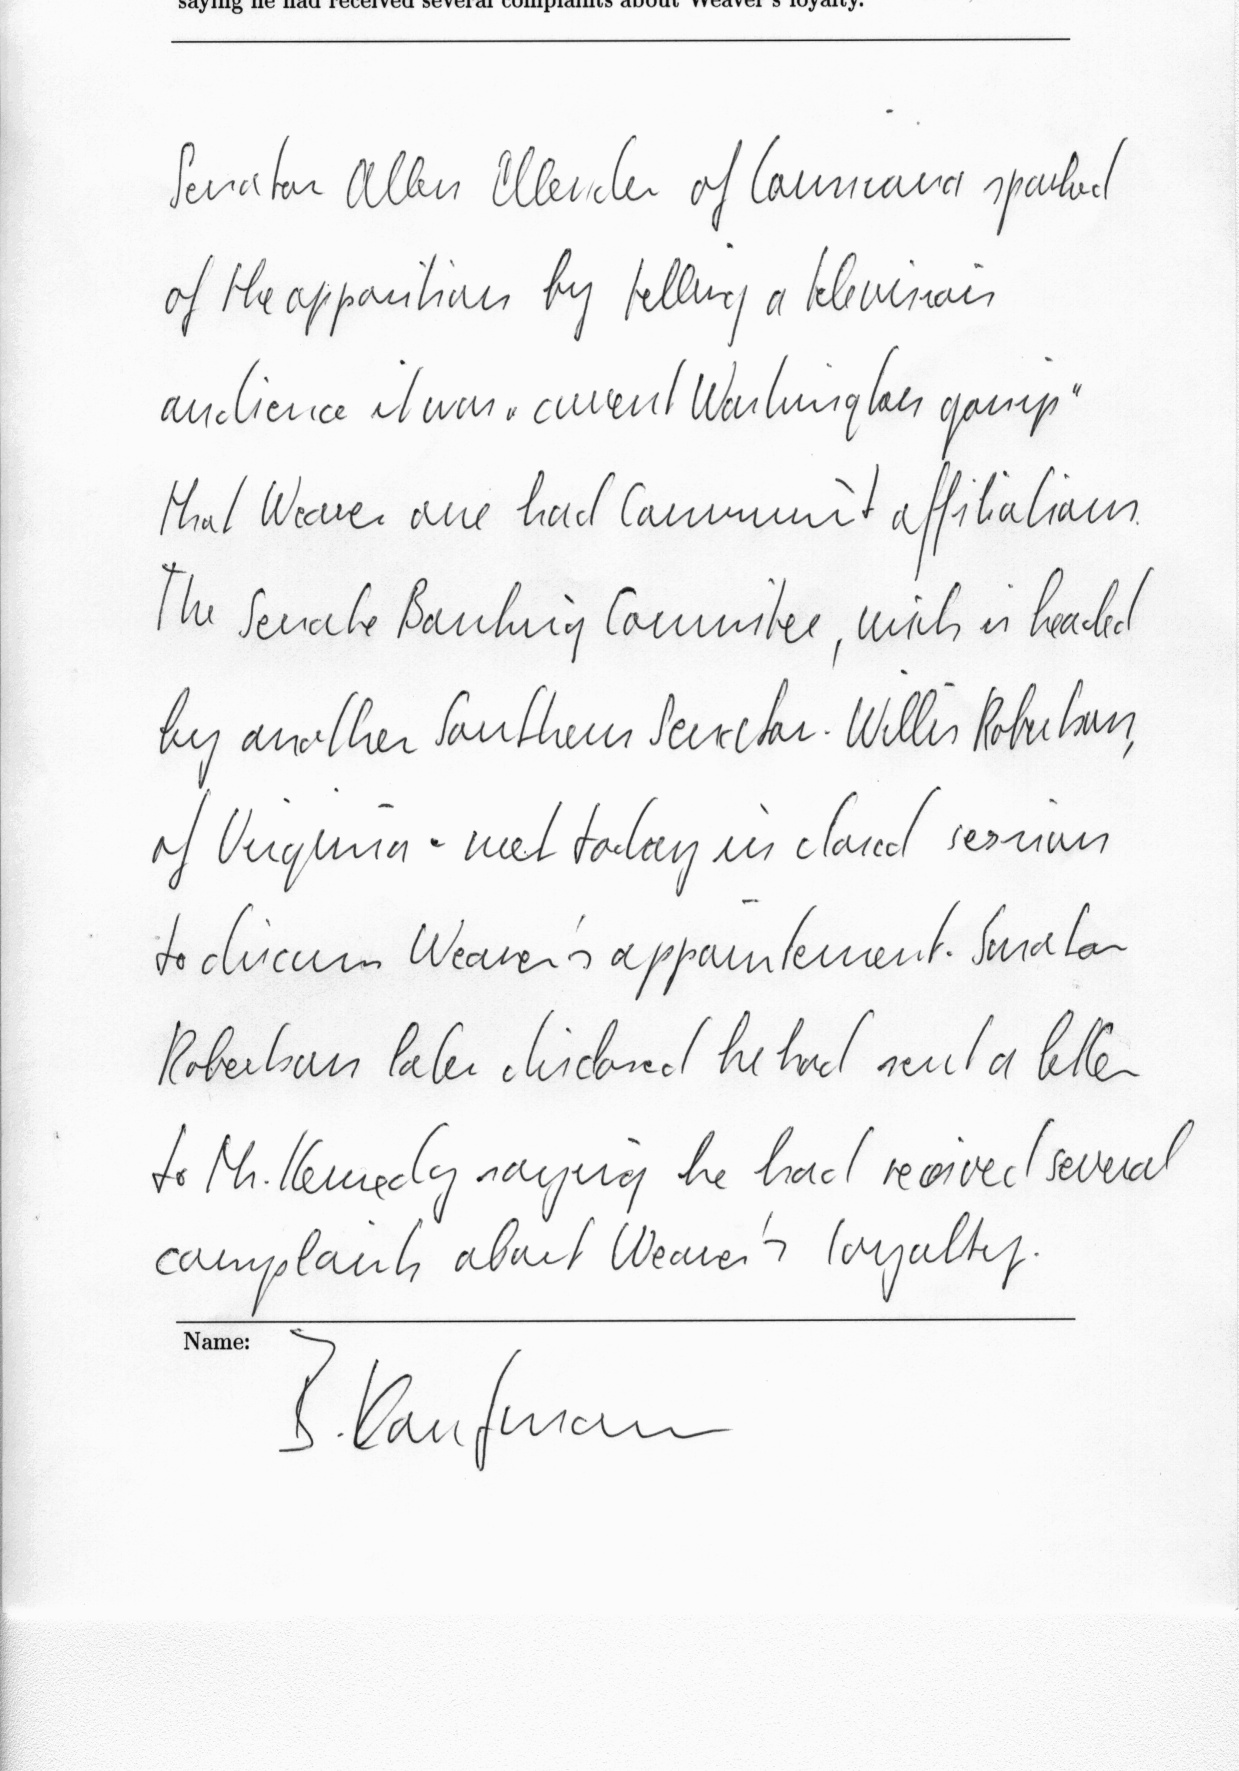 saying he had received several complaints about Weaver's loyalty.
Senator Allen Ellender of Louisiana sparked
of the opposition by telling a television
audience it was "current Washington gossip"
that Weaver one had Communist affiliations.
The Senate Banking Committee, wich is headed
by another Southern Senator - Willis Robertson,
of Virginia - met today in closed session
to discuss Weaver's appointement. Senator
Robertson later disclosed he had sent a letter
to Mr. Kennedy saying he had received several
complaints about Weaver's loyalty.
Name:
B. Kaufmann